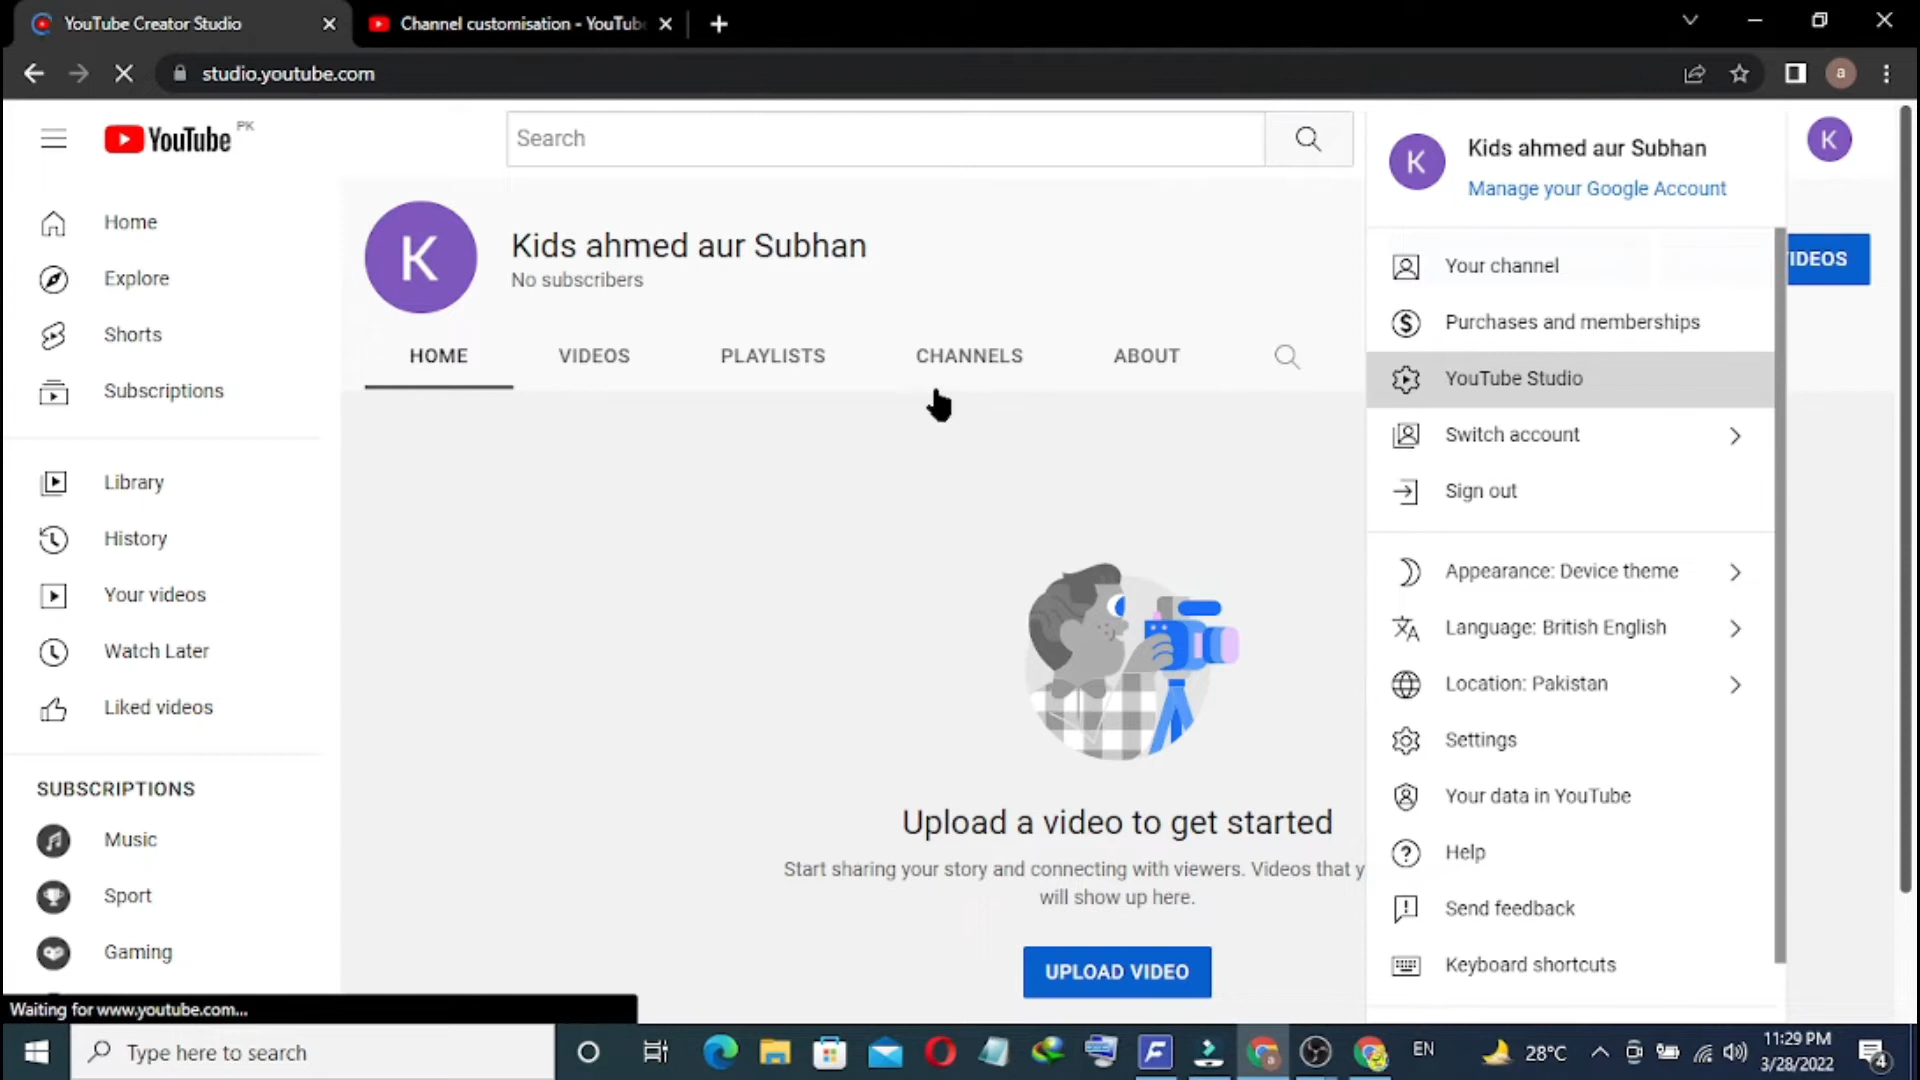 YouTube Creator Studio
Channel customisation - YouTub
studio.youtube.com
a
YouTube PK
Search
K
Kids ahmed aur Subhan
Manage your Google Account
K
Home
Explore
Shorts
Subscriptions
Library
History
Your videos
Watch Later
Liked videos
SUBSCRIPTIONS
Music
Sport
Gaming
K
Kids ahmed aur Subhan
No subscribers
HOME
VIDEOS
PLAYLISTS
CHANNELS
ABOUT
Upload a video to get started
Start sharing your story and connecting with viewers. Videos that y
will show up here.
UPLOAD VIDEO
Your channel
Purchases and memberships
YouTube Studio
Switch account
Sign out
Appearance: Device theme
Language: British English
Location: Pakistan
Settings
Your data in YouTube
Help
Send feedback
Keyboard shortcuts
IDEOS
Waiting for www.youtube.com...
Type here to search
EN
28°C
11:29 PM
3/28/2022
4